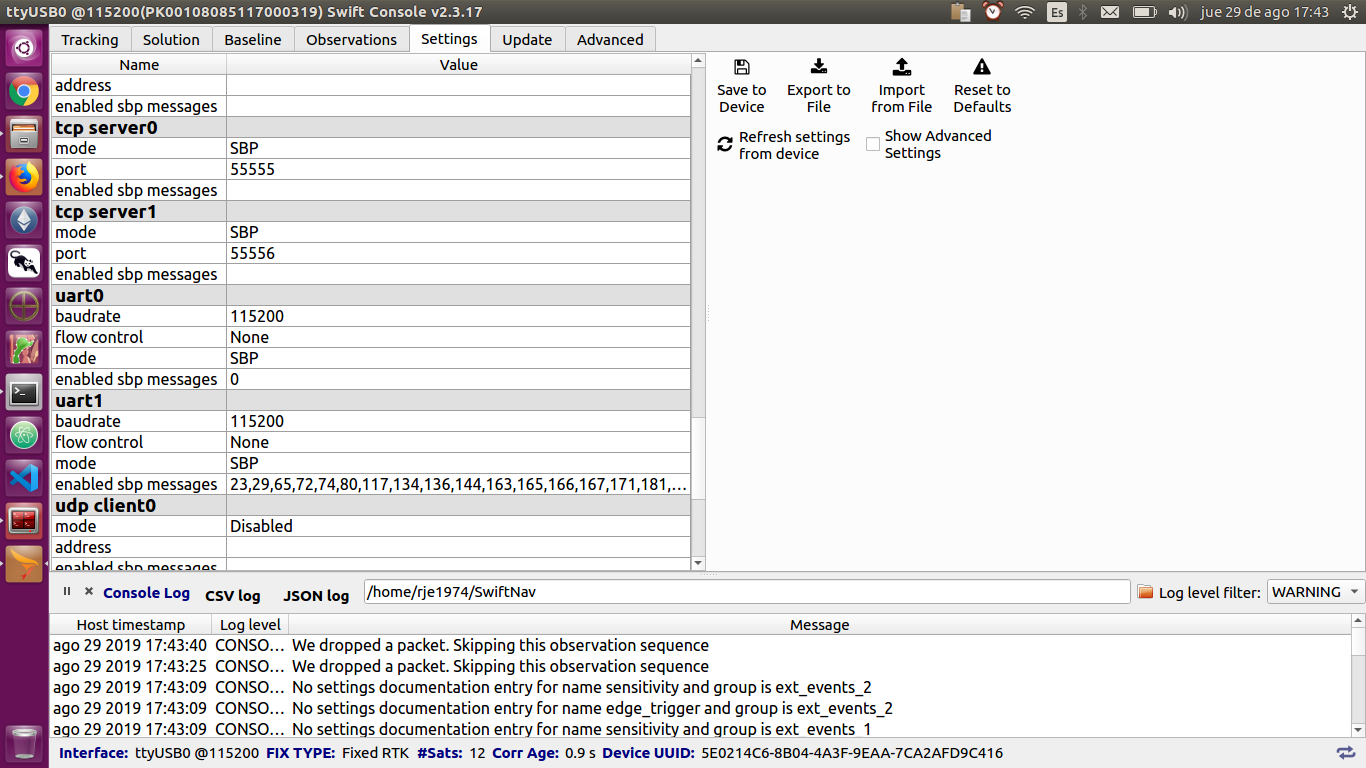 ttyUSB0 @115200(PK00108085117000319) Swift Console v2.3.17
Es
jue 29 de ago 17:43
Tracking Solution Baseline Observations Settings Update Advanced
Name Value
address
enabled sbp messages
tcp server0
mode SBP
port 55555
enabled sbp messages
tcp server1
mode SBP
port 55556
enabled sbp messages
uart0
baudrate 115200
flow control None
mode SBP
enabled sbp messages 0
uart1
baudrate 115200
flow control None
mode SBP
enabled sbp messages 23,29,65,72,74,80,117,134,136,144,163,165,166,167,171,181,...
udp client0
mode Disabled
address
enabled sbp messages
Save to Device
Export to File
Import from File
Reset to Defaults
Refresh settings from device
Show Advanced Settings
Console Log CSV log JSON log /home/rje1974/SwiftNav Log level filter: WARNING
Host timestamp Log level Message
ago 29 2019 17:43:40 CONSO... We dropped a packet. Skipping this observation sequence
ago 29 2019 17:43:25 CONSO... We dropped a packet. Skipping this observation sequence
ago 29 2019 17:43:09 CONSO... No settings documentation entry for name sensitivity and group is ext_events_2
ago 29 2019 17:43:09 CONSO... No settings documentation entry for name edge_trigger and group is ext_events_2
ago 29 2019 17:43:09 CONSO... No settings documentation entry for name sensitivity and group is ext_events_1
Interface: ttyUSB0 @115200 FIX TYPE: Fixed RTK #Sats: 12 Corr Age: 0.9 s Device UUID: 5E0214C6-8B04-4A3F-9EAA-7CA2AFD9C416